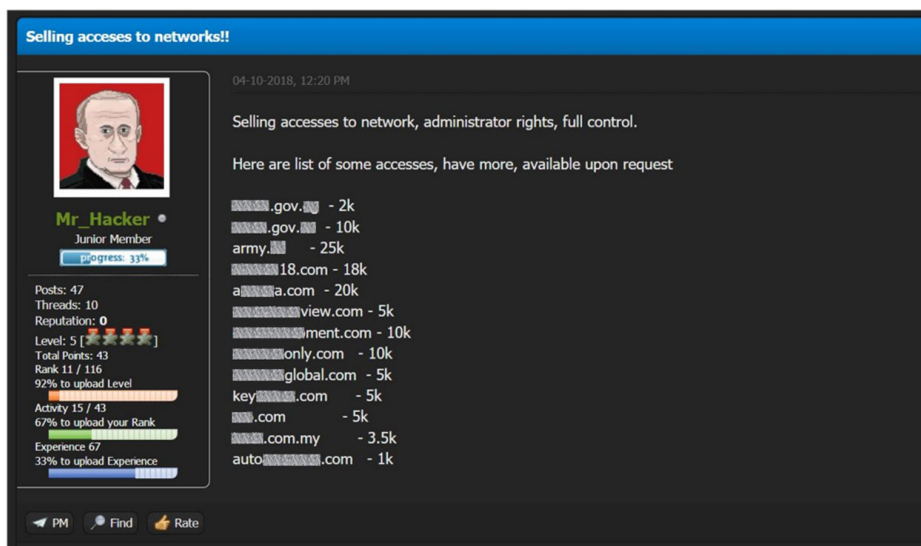 Selling acceses to networks!!
04-10-2018, 12:20 PM
Selling accesses to network, administrator rights, full control.
Here are list of some accesses, have more, available upon request
.gov. - 2k
.gov. - 10k
army. - 25k
18.com - 18k
a a.com - 20k
view.com - 5k
ment.com - 10k
only.com - 10k
global.com - 5k
key .com - 5k
.com - 5k
.com.my - 3.5k
auto .com - 1k
Mr_Hacker
Junior Member
progress: 33%
Posts: 47
Threads: 10
Reputation: 0
Level: 5 [ ]
Total Points: 43
Rank 11 / 116
92% to upload Level
Activity 15 / 43
67% to upload your Rank
Experience 67
33% to upload Experience
PM Find Rate